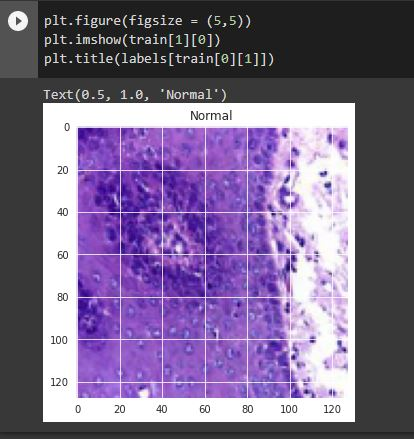 plt.figure(figsize = (5,5))
plt.imshow(train[1][0])
plt.title(labels[train[0][1]])
Text(0.5, 1.0, 'Normal')
Normal
0
20
40
60
80
100
120
0 20 40 60 80 100 120